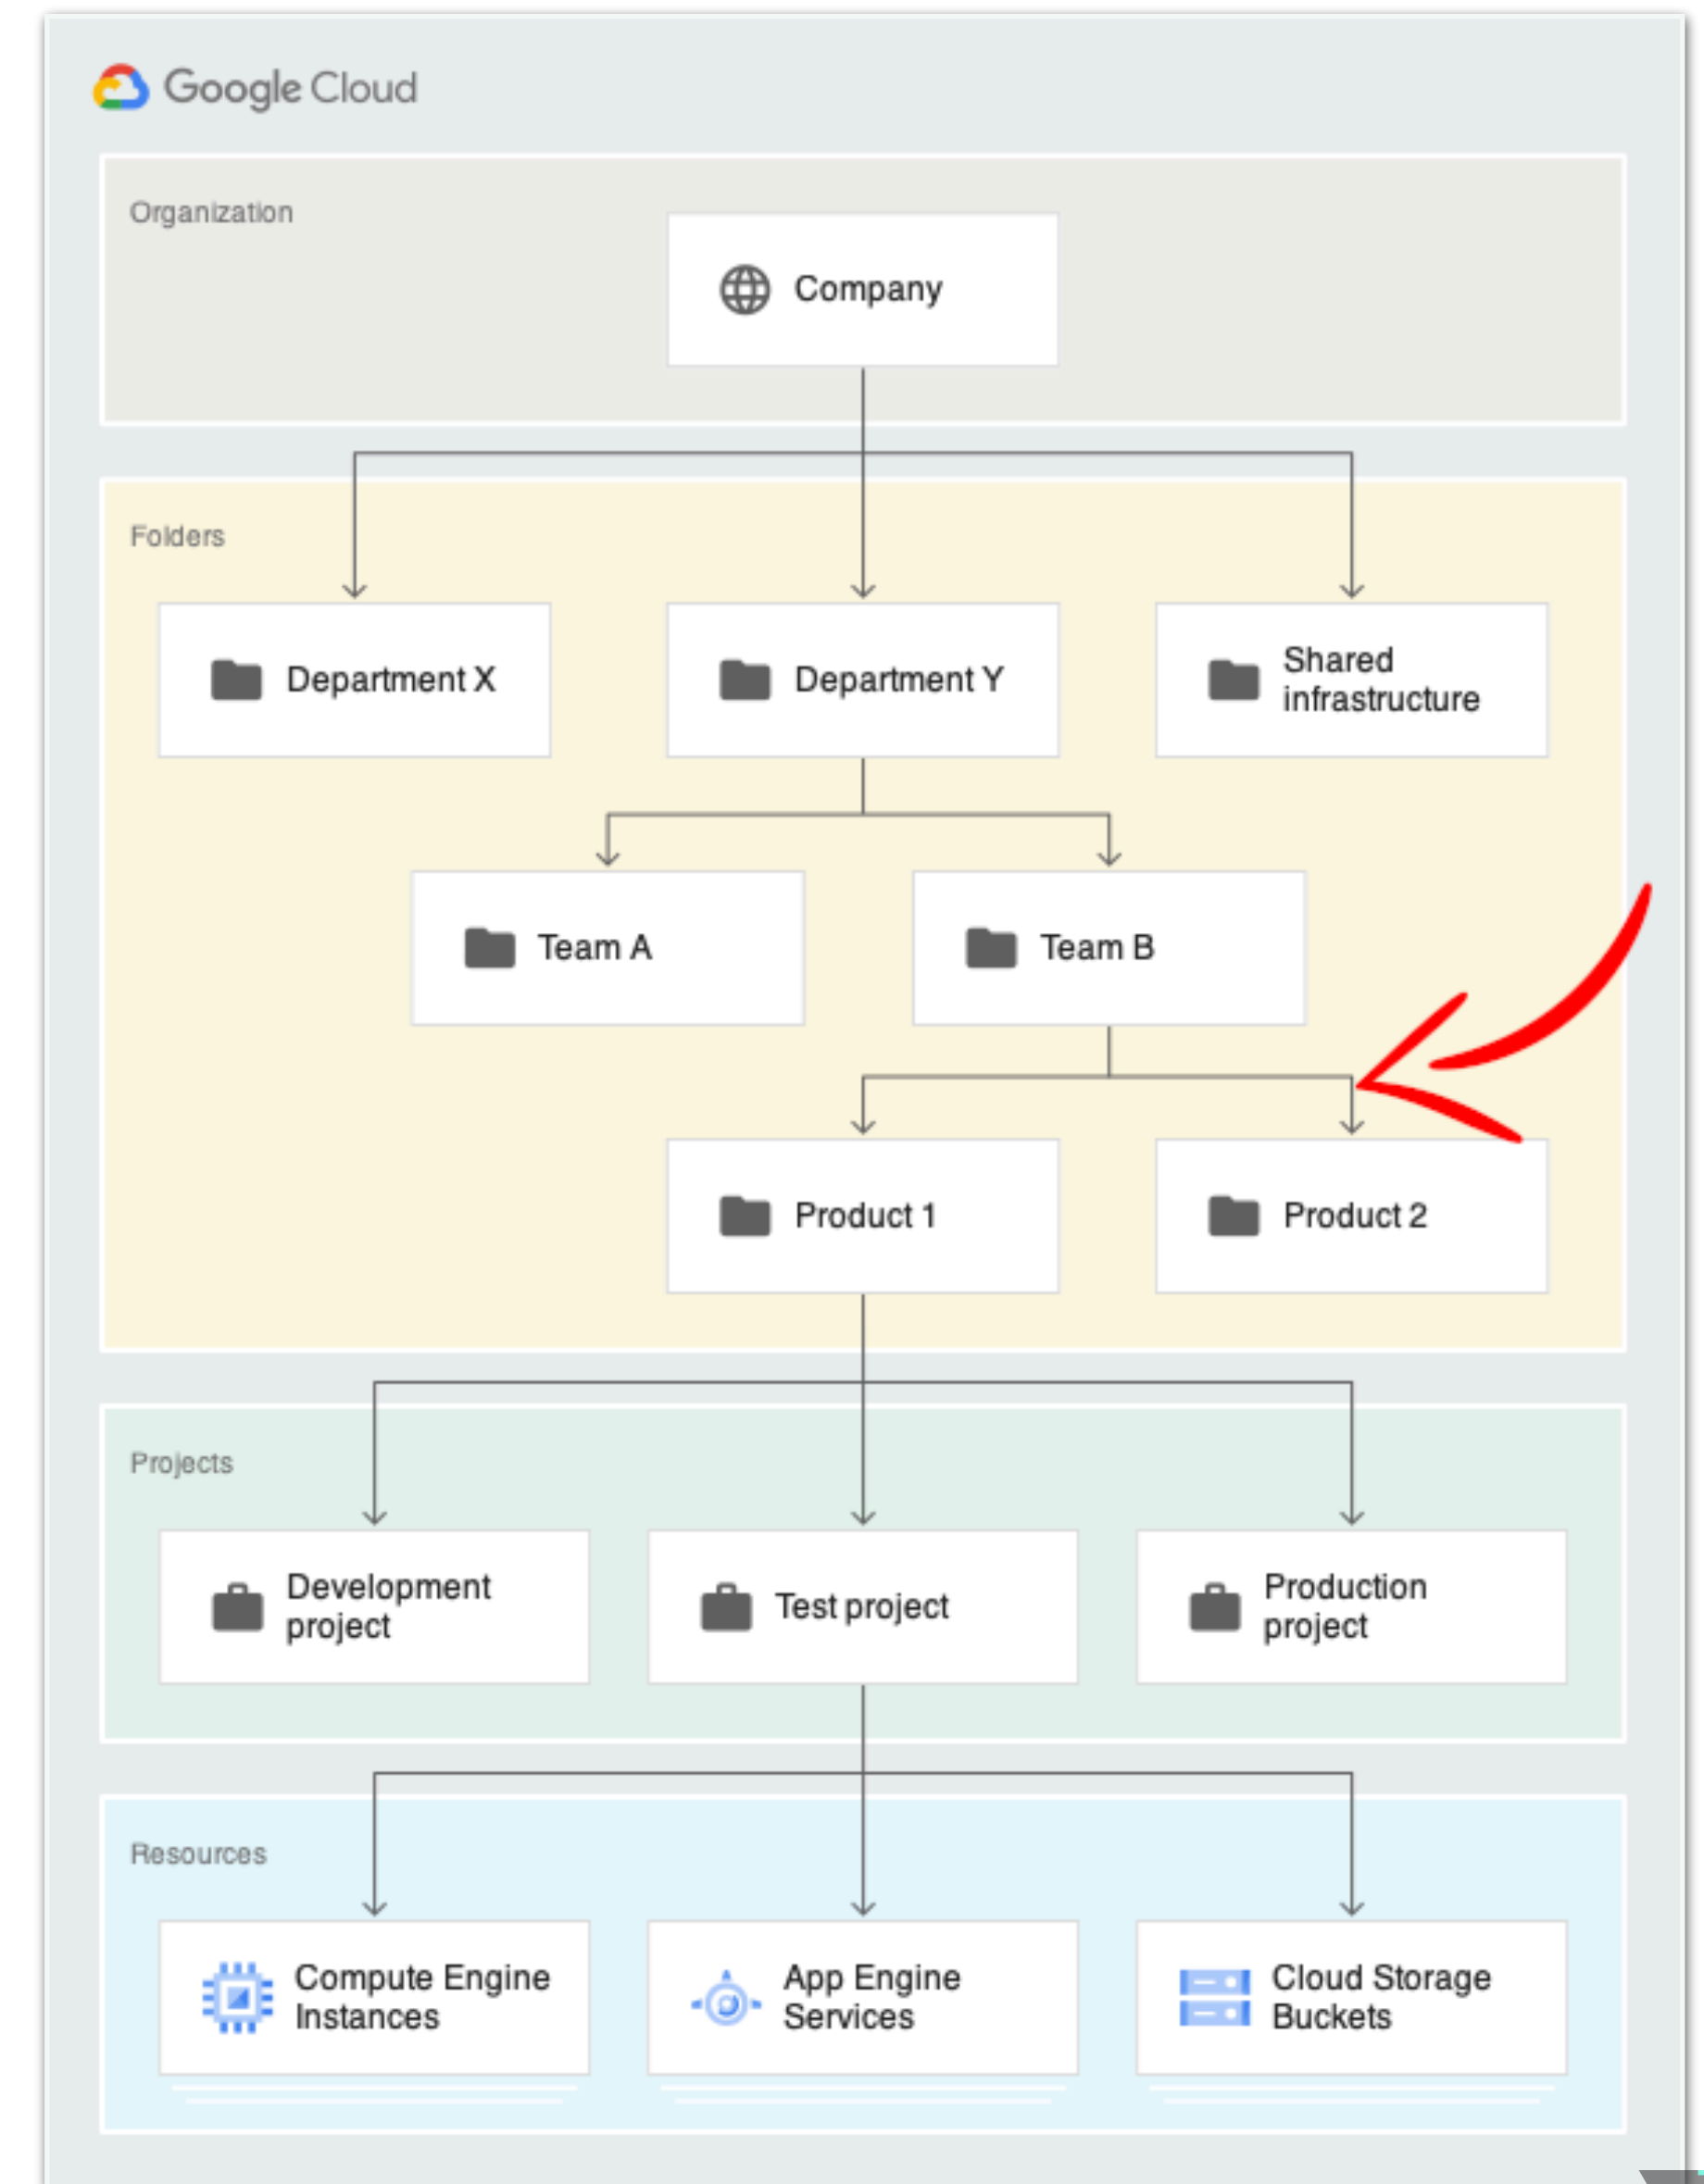 Google Cloud
Organization
Company
Folders
Department X
Department Y
Shared
infrastructure
Team A
Team B
Product 1
Product 2
Projects
Development
project
Test project
Production
project
Resources
Compute Engine
Instances
App Engine
Services
Cloud Storage
Buckets